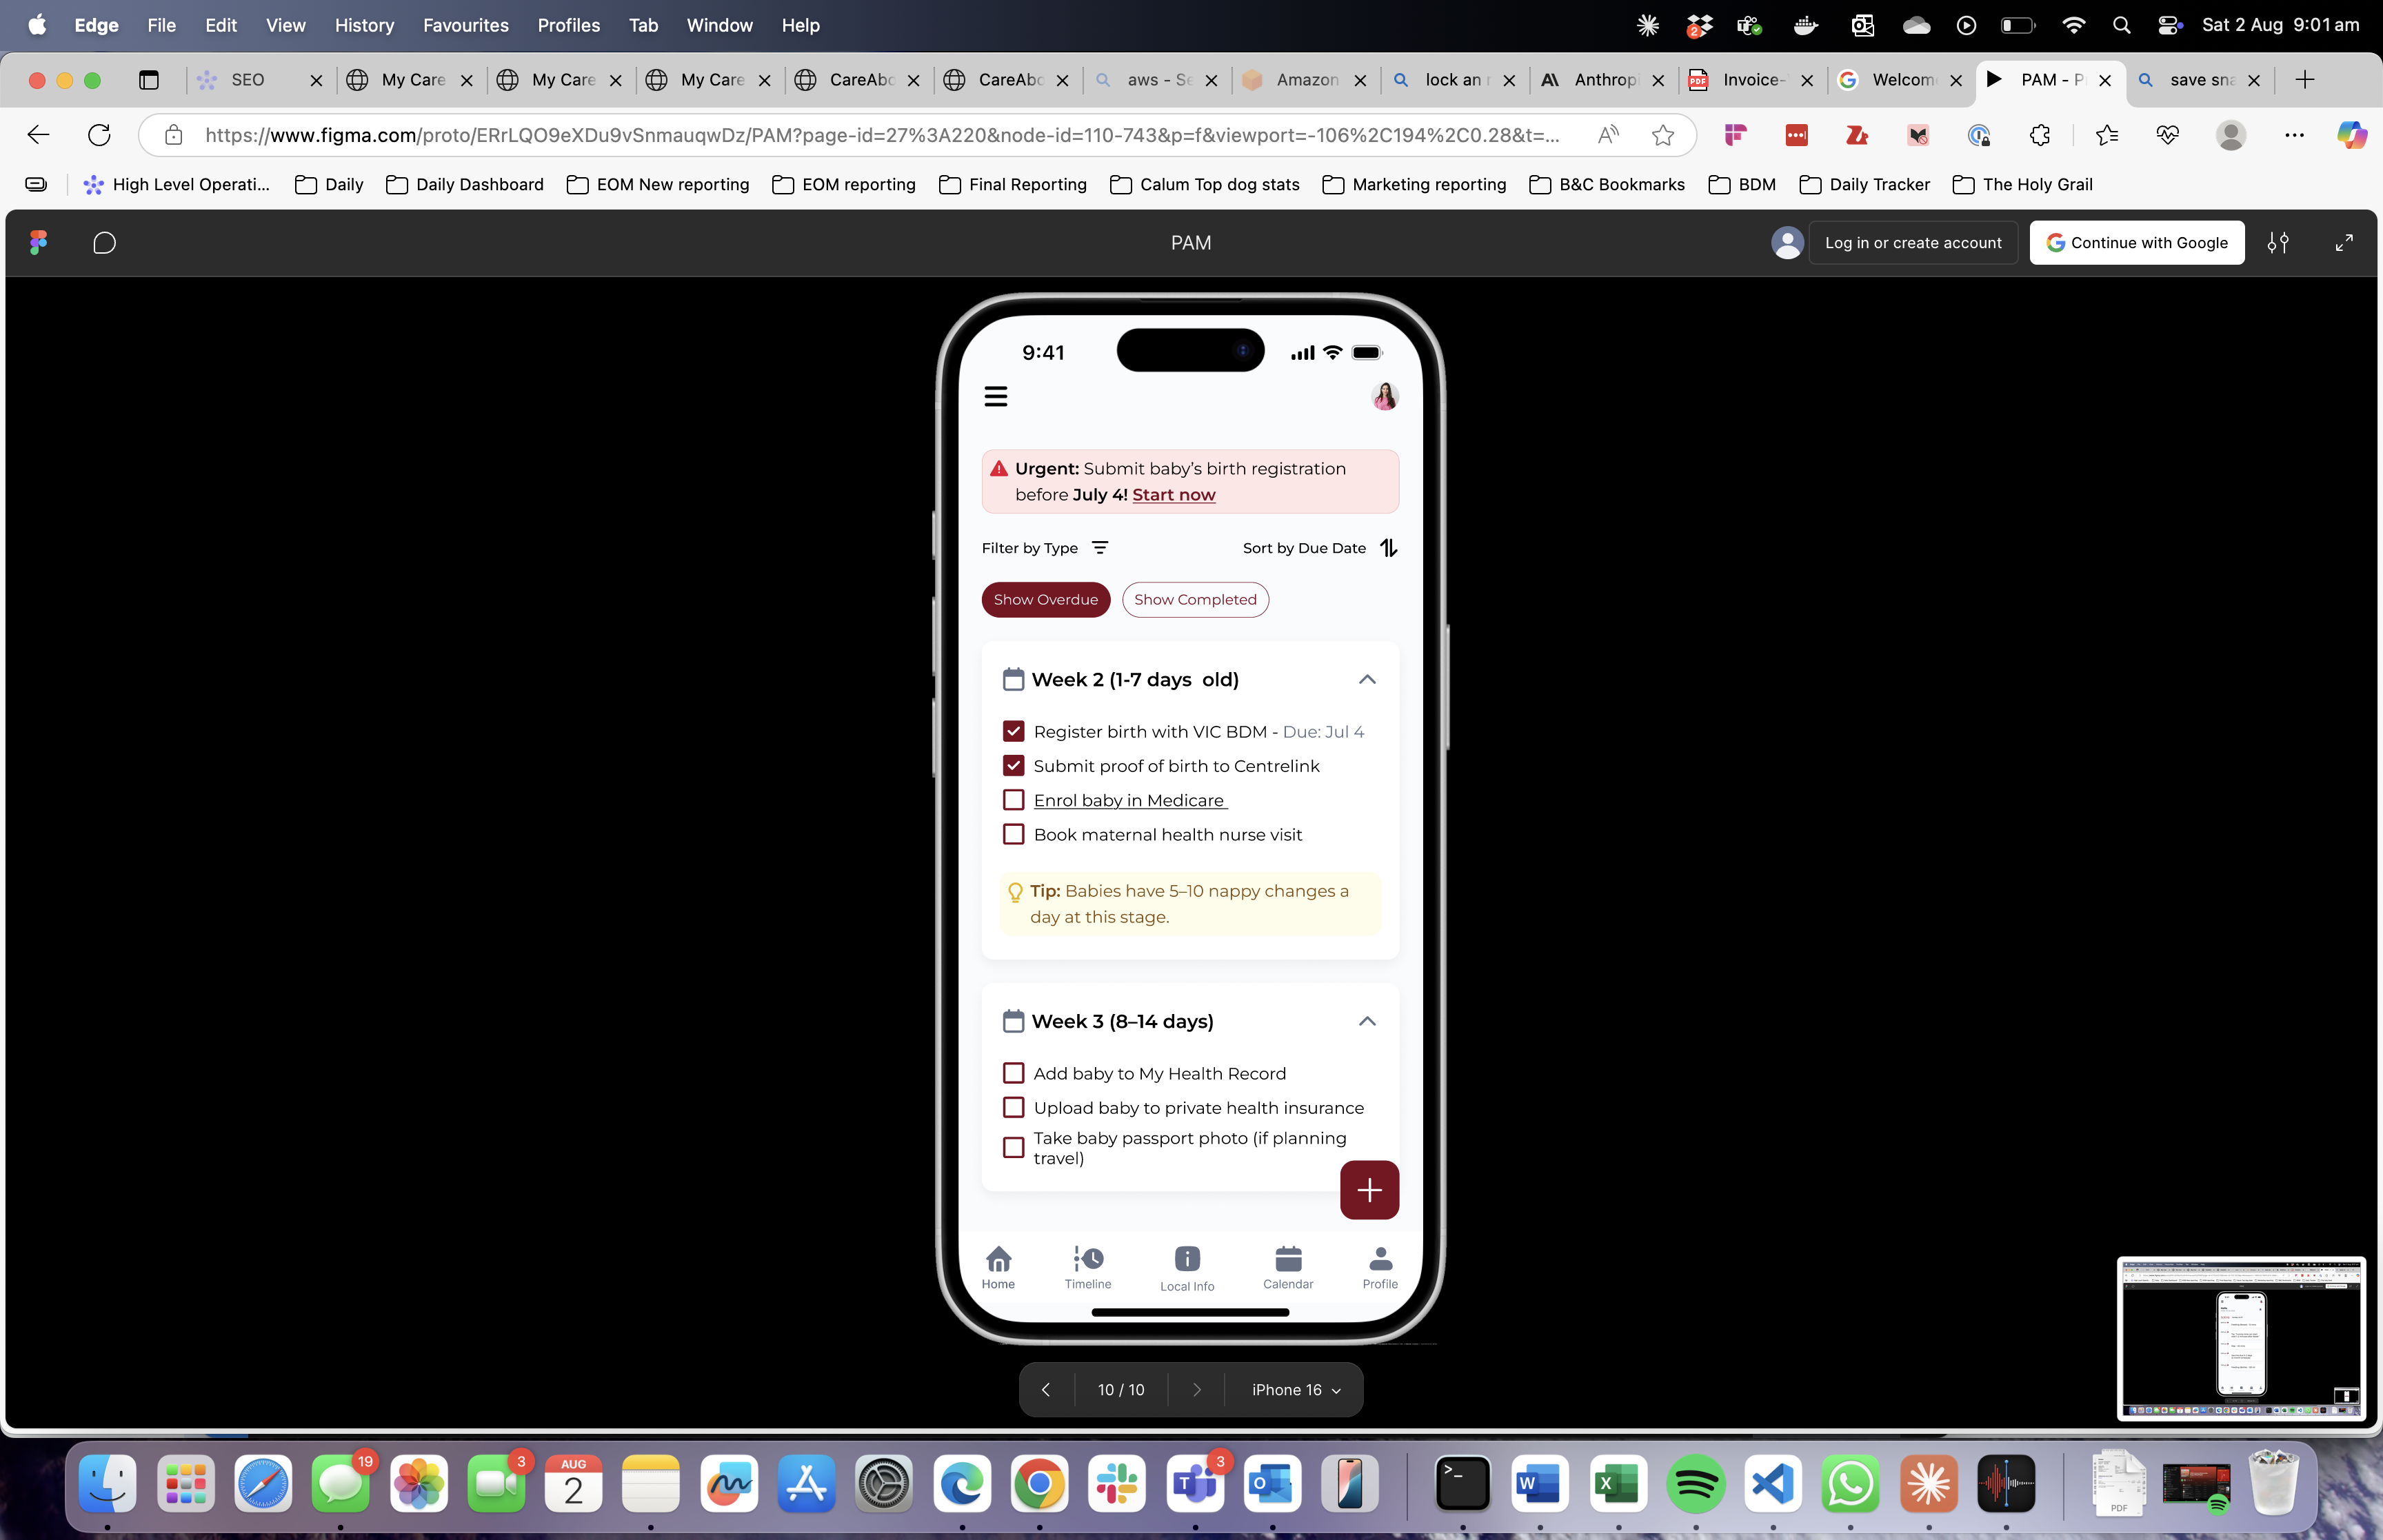 Edge File Edit View History Favourites Profiles Tab Window Help
2
Sat 2 Aug 9:01 am
SEO
My Care
My Care
My Care
CareAbo
CareAbo
aws - Se
Amazon
lock an r
Anthropi
Invoice-
Welcom
PAM - P
save sna
https://www.figma.com/proto/ERrLQO9eXDu9vSnmauqwDz/PAM?page-id=27%3A220&node-id=110-743&p=f&viewport=-106%2C194%2C0.28&t=...
High Level Operati...
Daily
Daily Dashboard
EOM New reporting
EOM reporting
Final Reporting
Calum Top dog stats
Marketing reporting
B&C Bookmarks
BDM
Daily Tracker
The Holy Grail
PAM
Log in or create account
Continue with Google
9:41
Urgent: Submit baby's birth registration
before July 4! Start now
Filter by Type
Sort by Due Date
Show Overdue
Show Completed
Week 2 (1-7 days old)
Register birth with VIC BDM - Due: Jul 4
Submit proof of birth to Centrelink
Enrol baby in Medicare
Book maternal health nurse visit
Tip: Babies have 5–10 nappy changes a
day at this stage.
Week 3 (8–14 days)
Add baby to My Health Record
Upload baby to private health insurance
Take baby passport photo (if planning
travel)
Home
Timeline
Local Info
Calendar
Profile
10 / 10
iPhone 16
19
3
AUG
2
3
PDF